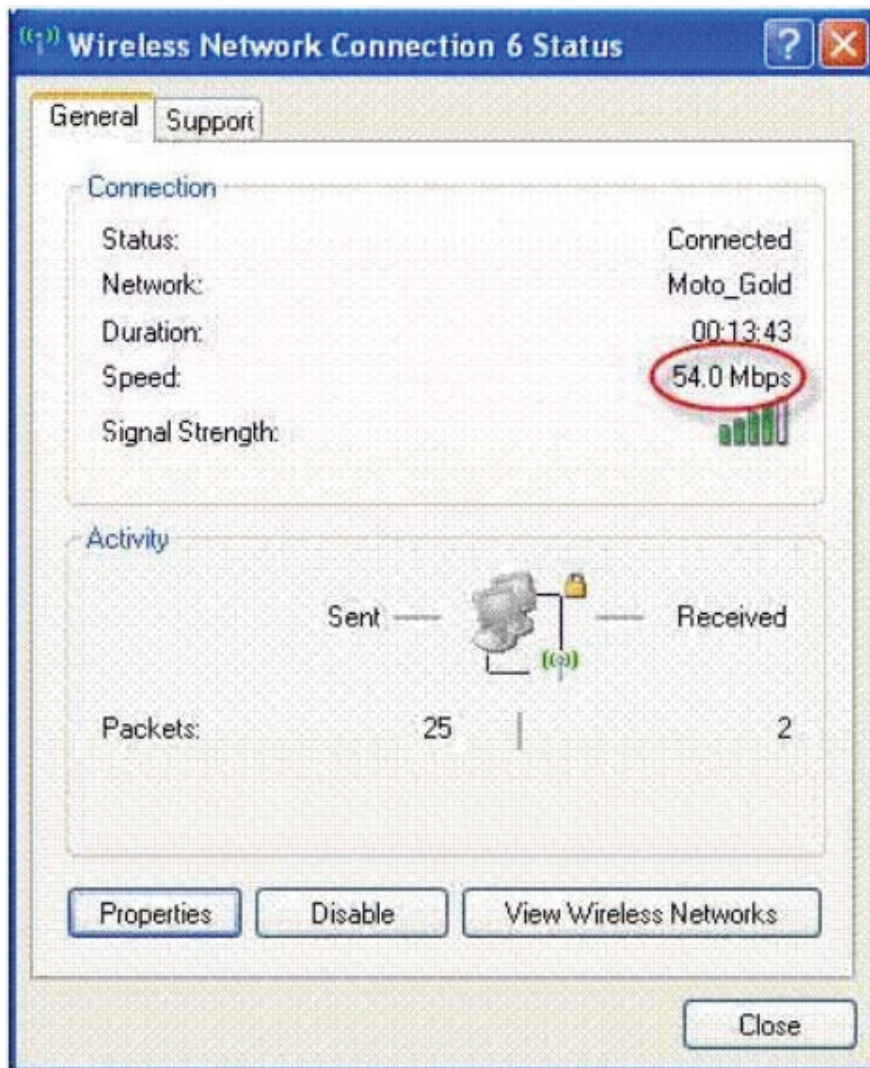 Wireless Network Connection 6 Status
General Support
Connection
Status: Connected
Network: Moto_Gold
Duration: 00:13:43
Speed: 54.0 Mbps
Signal Strength:
Activity
Sent Received
Packets: 25 2
Properties Disable View Wireless Networks
Close